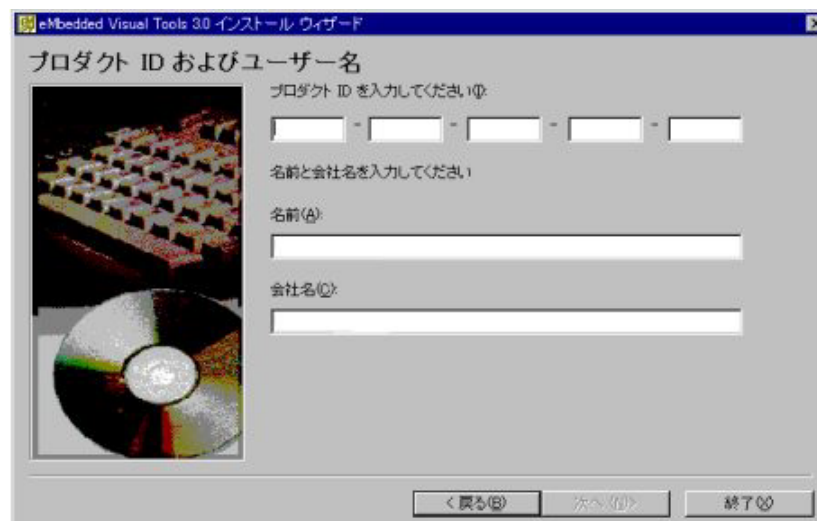 eMbedded Visual Tools 3.0 インストール ウィザード
プロダクト ID およびユーザー名
プロダクト ID を入力してください(I):
- - - -
名前と会社名を入力してください
名前(A):
会社名(C):
< 戻る(B)
次へ(N)>
終了(X)